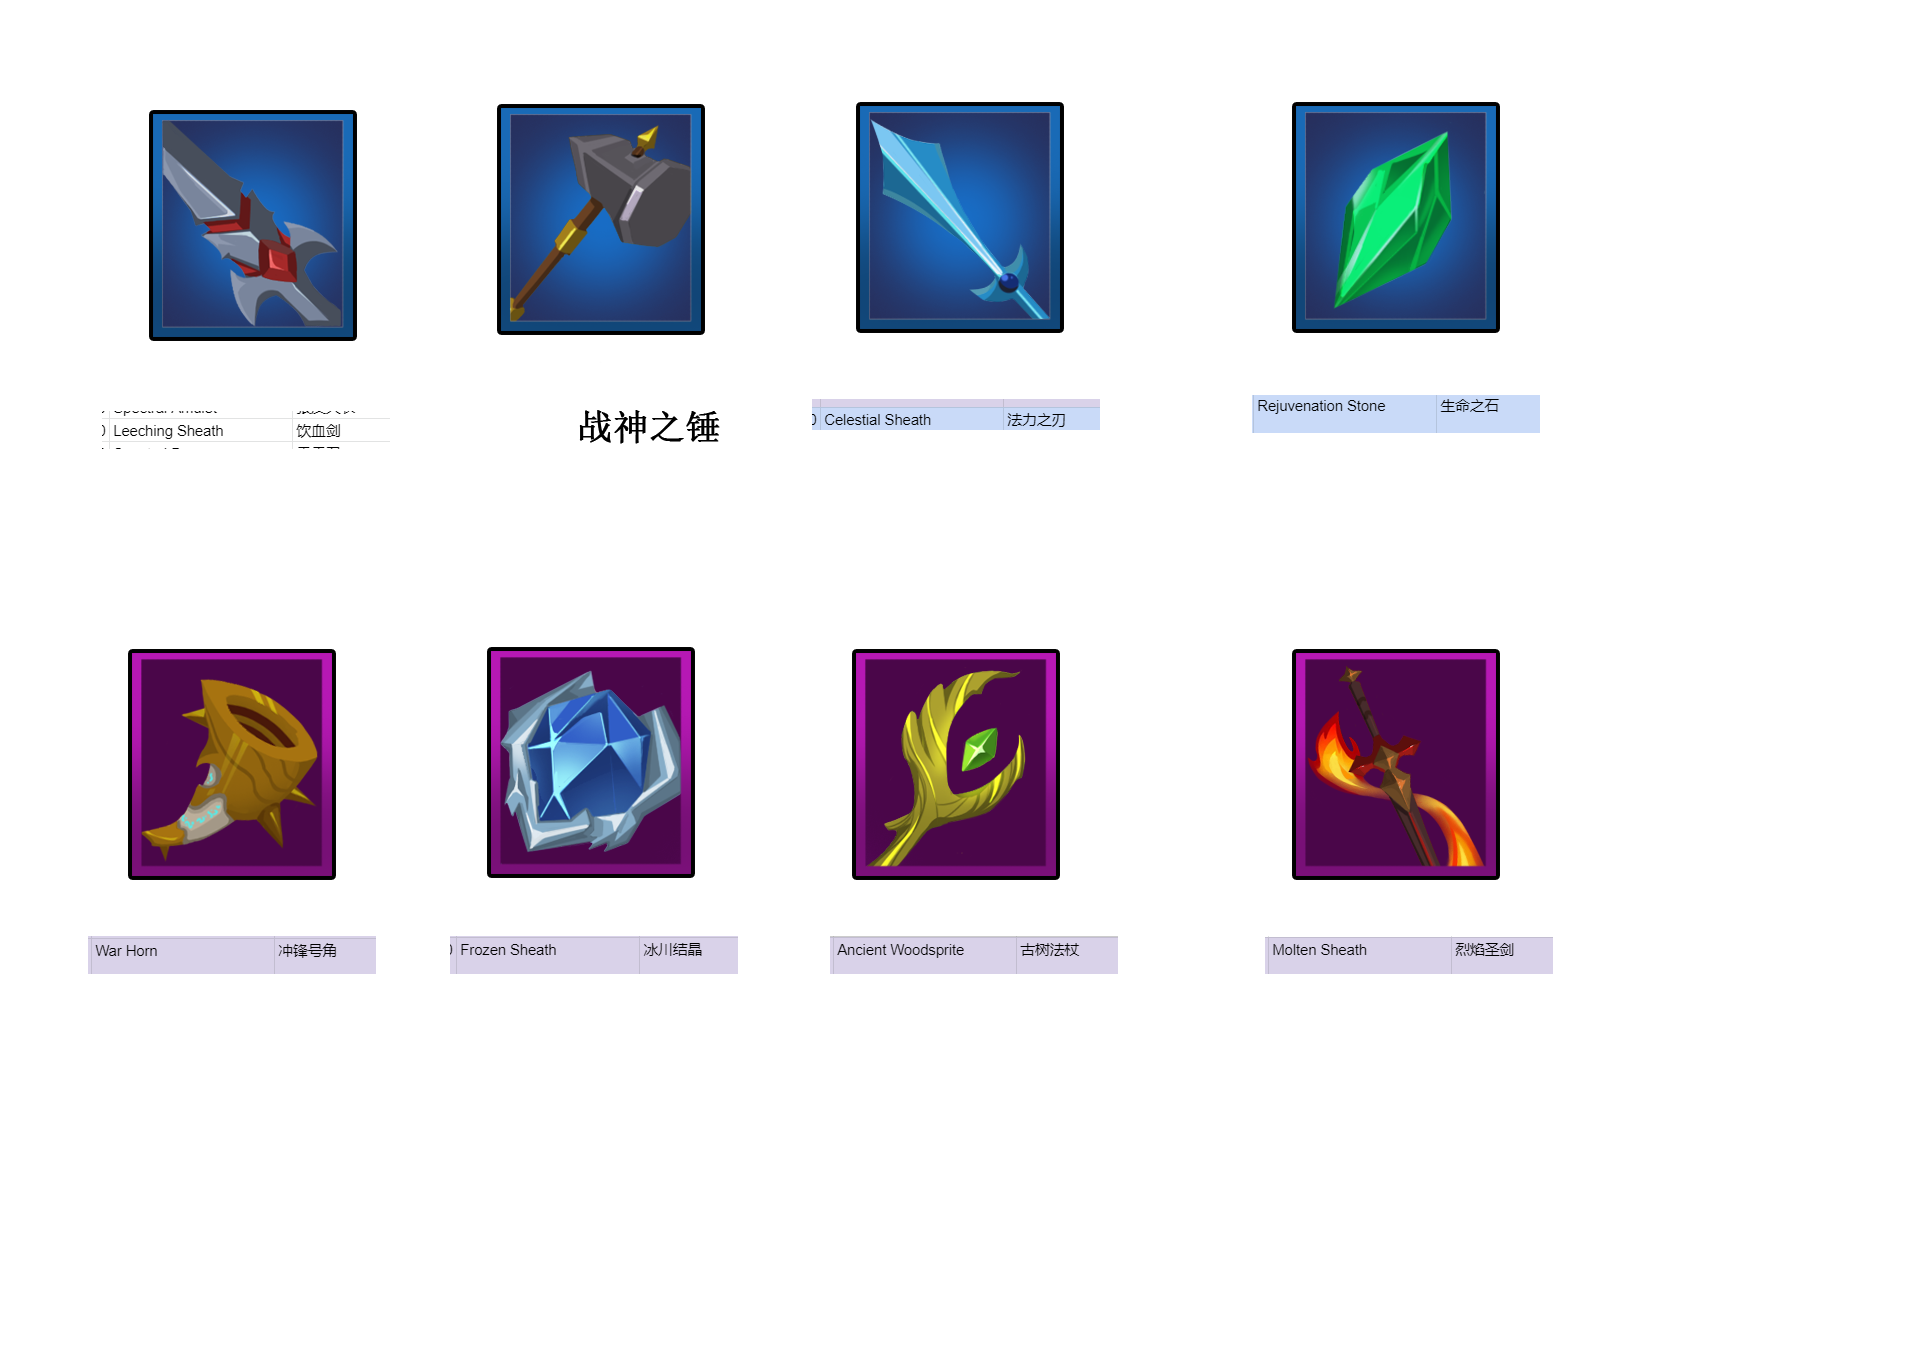 Leeching Sheath 饮血剑
战神之锤
0 Celestial Sheath 法力之刃
Rejuvenation Stone 生命之石
War Horn 冲锋号角
Frozen Sheath 冰川结晶
Ancient Woodsprite 古树法杖
Molten Sheath 烈焰圣剑